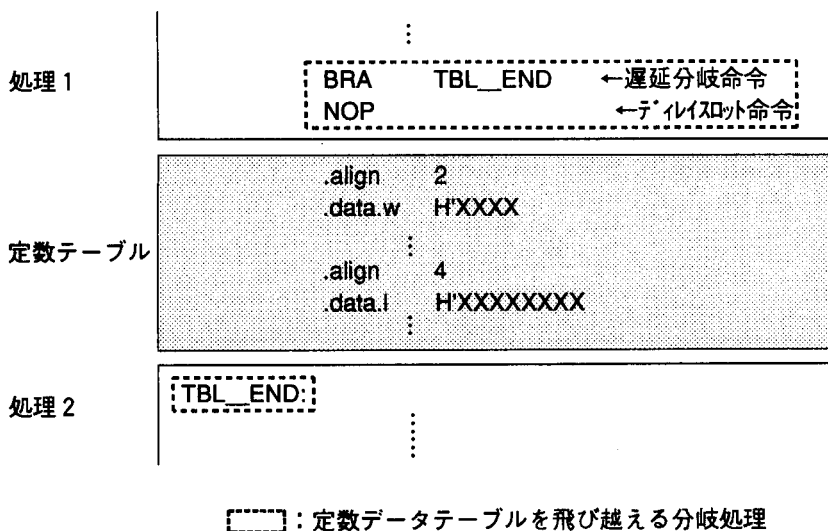 処理1
BRA TBL__END ←遅延分岐命令
NOP ←ディレイスロット命令
定数テーブル
.align 2
.data.w H'XXXX
.align 4
.data.l H'XXXXXXXX
処理2
TBL__END:
:定数データテーブルを飛び越える分岐処理